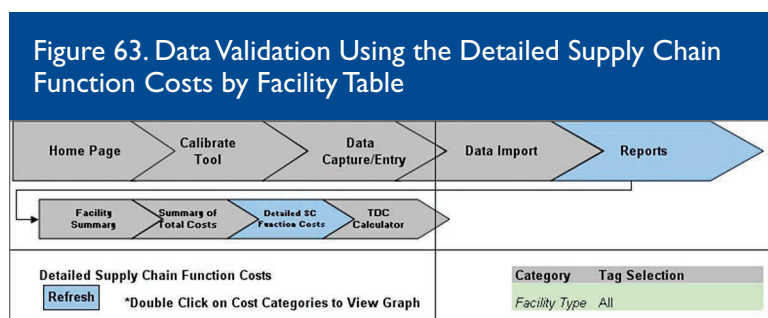 Figure 63. Data Validation Using the Detailed Supply Chain
Function Costs by Facility Table
Home Page
Calibrate
Tool
Data
Capture/Entry
Data Import
Reports
Facility
Summary
Summary of
Total Costs
Detailed SC
Function Costs
TDC
Calculator
Detailed Supply Chain Function Costs
Refresh
*Double Click on Cost Categories to View Graph
Category Tag Selection
Facility Type All